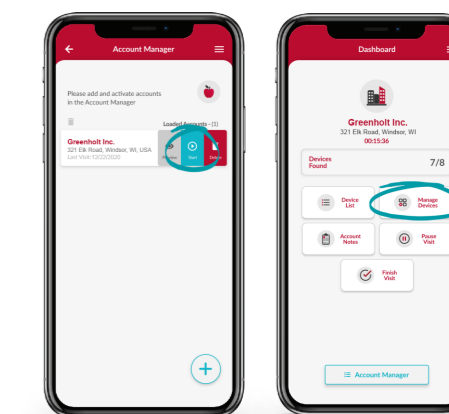 Account Manager
Please add and activate accounts
in the Account Manager
Loaded Accounts - (1)
Greenholt Inc.
321 Elk Road, Windsor, WI, USA
Last Visit: 12/22/2020
Start
Delete
Dashboard
Greenholt Inc.
321 Elk Road, Windsor, WI
00:15:36
Devices
Found
7/8
Device
List
Manage
Devices
Account
Notes
Pause
Visit
Finish
Visit
Account Manager